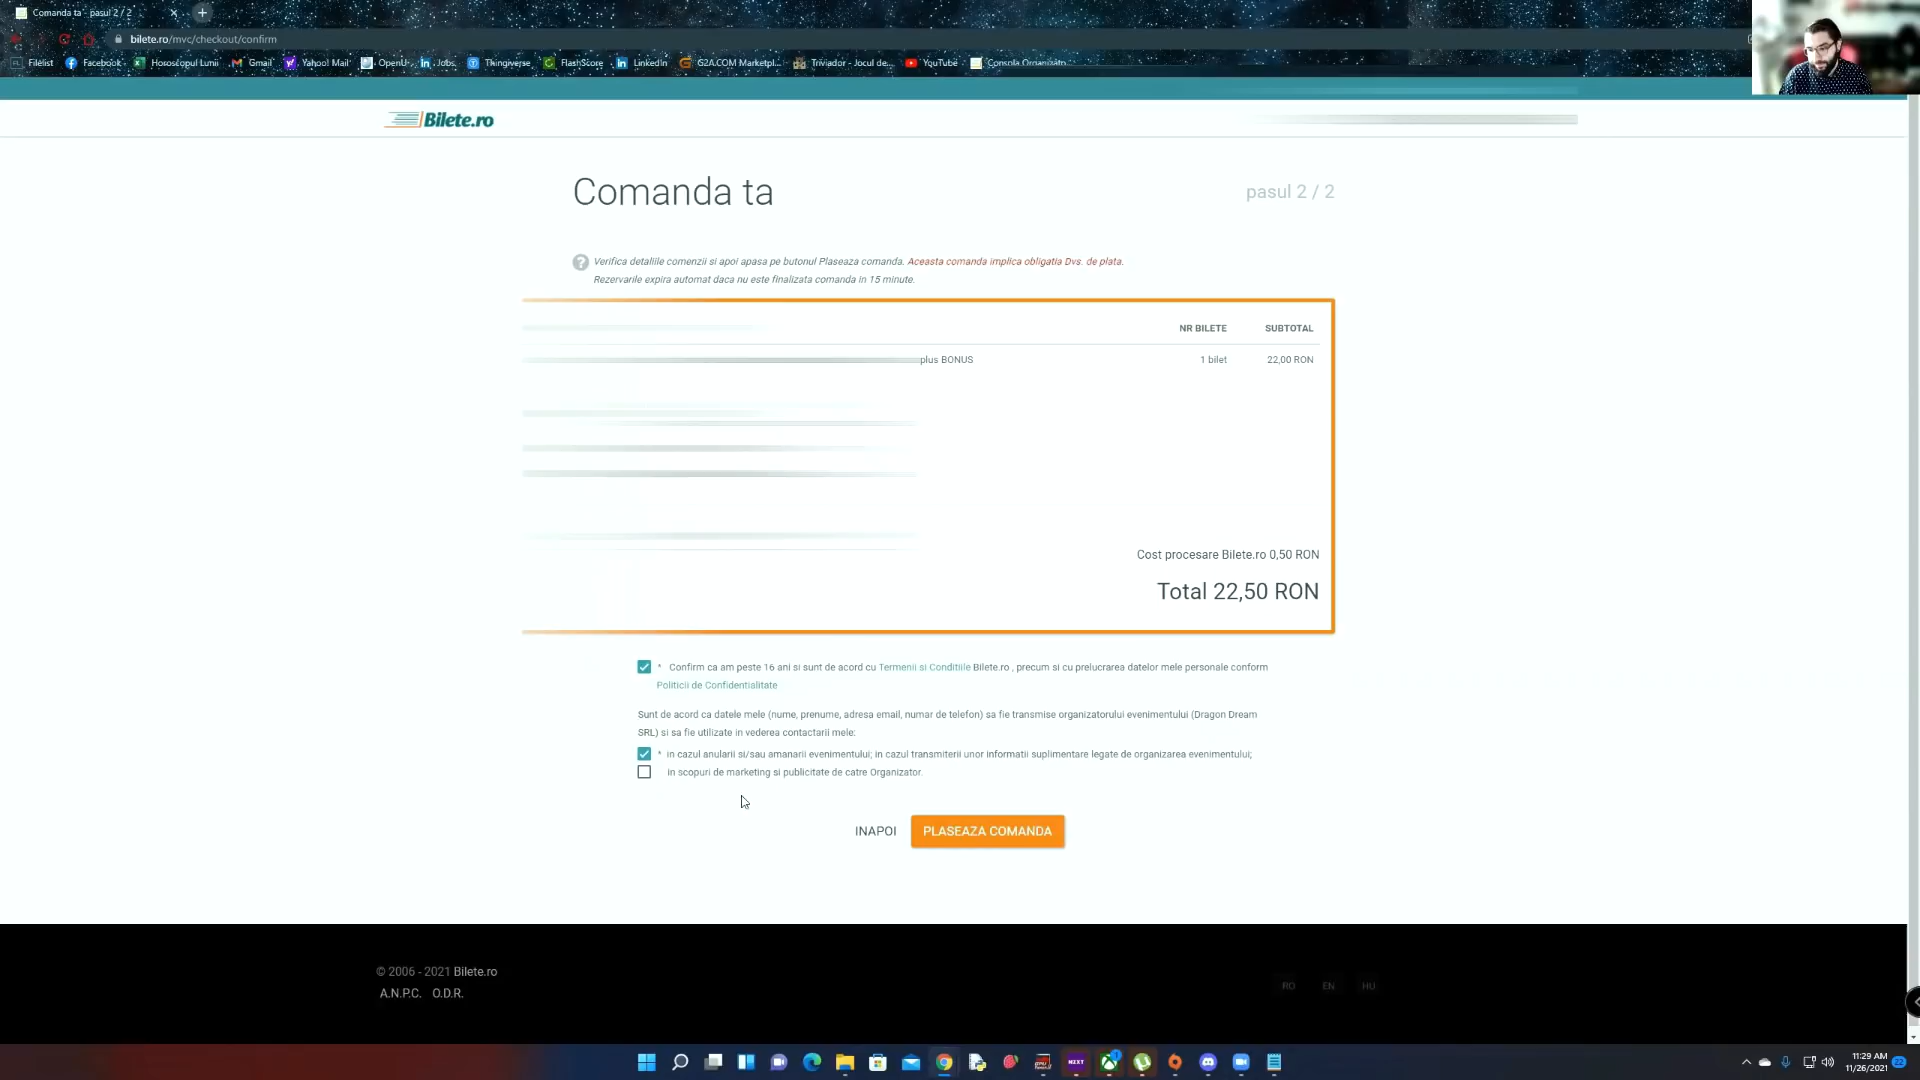 Comanda ta - pasul 2 / 2
bilete.ro/mvc/checkout/confirm
Filelist
Facebook
Horoscopul Lunii
Gmail
Yahoo! Mail
OpenU
Jobs
Thingiverse
FlashScore
LinkedIn
G2A.COM Marketpl...
Triviador - Jocul de...
YouTube
Consola Organizato
Bilete.ro
Comanda ta
pasul 2 / 2
Verifica detaliile comenzii si apoi apasa pe butonul Plaseaza comanda. Aceasta comanda implica obligatia Dvs. de plata.
Rezervarile expira automat daca nu este finalizata comanda in 15 minute.
NR BILETE SUBTOTAL
plus BONUS 1 bilet 22,00 RON
Cost procesare Bilete.ro 0,50 RON
Total 22,50 RON
* Confirm ca am peste 16 ani si sunt de acord cu Termenii si Conditiile Bilete.ro , precum si cu prelucrarea datelor mele personale conform
Politicii de Confidentialitate
Sunt de acord ca datele mele (nume, prenume, adresa email, numar de telefon) sa fie transmise organizatorului evenimentului (Dragon Dream
SRL) si sa fie utilizate in vederea contactarii mele:
* in cazul anularii si/sau amanarii evenimentului; in cazul transmiterii unor informatii suplimentare legate de organizarea evenimentului;
in scopuri de marketing si publicitate de catre Organizator.
INAPOI PLASEAZA COMANDA
© 2006 - 2021 Bilete.ro
A.N.P.C. O.D.R.
RO EN HU
NZXT
11:29 AM
11/26/2021
22